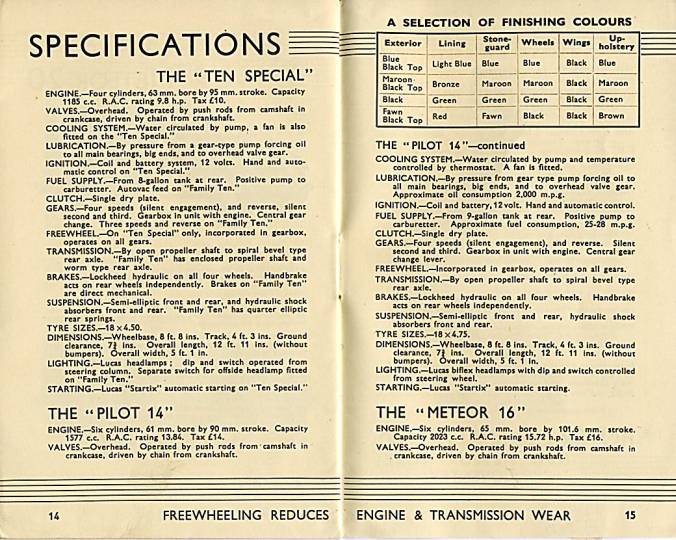 SPECIFICATIONS
THE “TEN SPECIAL”
ENGINE.—Four cylinders, 63 mm. bore by 95 mm. stroke. Capacity
1185 c.c. R.A.C. rating 9.8 h.p. Tax £10.
VALVES.—Overhead. Operated by push rods from camshaft in
crankcase, driven by chain from crankshaft.
COOLING SYSTEM.—Water circulated by pump, a fan is also
fitted on the “Ten Special.”
LUBRICATION.—By pressure from a gear-type pump forcing oil
to all main bearings, big ends, and to overhead valve gear.
IGNITION.—Coil and battery system, 12 volts. Hand and auto-
matic control on “Ten Special.”
FUEL SUPPLY.—From 8-gallon tank at rear. Positive pump to
carburetter. Autovac feed on “Family Ten.”
CLUTCH.—Single dry plate.
GEARS.—Four speeds (silent engagement), and reverse, silent
second and third. Gearbox in unit with engine. Central gear
change. Three speeds and reverse on “Family Ten.”
FREEWHEEL.—On “Ten Special” only, incorporated in gearbox,
operates on all gears.
TRANSMISSION.—By open propeller shaft to spiral bevel type
rear axle. “Family Ten” has enclosed propeller shaft and
worm type rear axle.
BRAKES.—Lockheed hydraulic on all four wheels. Handbrake
acts on rear wheels independently. Brakes on “Family Ten”
are direct mechanical.
SUSPENSION.—Semi-elliptic front and rear, and hydraulic shock
absorbers front and rear. “Family Ten” has quarter elliptic
rear springs.
TYRE SIZES.—18 × 4.50.
DIMENSIONS.—Wheelbase, 8 ft. 8 ins. Track, 4 ft. 3 ins. Ground
clearance, 7½ ins. Overall length, 12 ft. 11 ins. (without
bumpers). Overall width, 5 ft. 1 in.
LIGHTING.—Lucas headlamps; dip and switch operated from
steering column. Separate switch for offside headlamp fitted
on “Family Ten.”
STARTING.—Lucas “Startix” automatic starting on “Ten Special.”
THE “PILOT 14”
ENGINE.—Six cylinders, 61 mm. bore by 90 mm. stroke. Capacity
1577 c.c. R.A.C. rating 13.84. Tax £14.
VALVES.—Overhead. Operated by push rods from camshaft in
crankcase, driven by chain from crankshaft.
14 FREEWHEELING REDUCES
A SELECTION OF FINISHING COLOURS
Exterior Lining Stone-guard Wheels Wings Up-holstery
Blue Black Top Light Blue Blue Blue Black Blue
Maroon Black Top Bronze Maroon Maroon Black Maroon
Black Green Green Green Black Green
Fawn Black Top Red Fawn Black Black Brown
THE “PILOT 14”—continued
COOLING SYSTEM.—Water circulated by pump and temperature
controlled by thermostat. A fan is fitted.
LUBRICATION.—By pressure from gear type pump forcing oil to
all main bearings, big ends, and to overhead valve gear.
Approximate oil consumption 2,000 m.p.g.
IGNITION.—Coil and battery, 12 volt. Hand and automatic control.
FUEL SUPPLY.—From 9-gallon tank at rear. Positive pump to
carburetter. Approximate fuel consumption, 25-28 m.p.g.
CLUTCH.—Single dry plate.
GEARS.—Four speeds (silent engagement), and reverse. Silent
second and third. Gearbox in unit with engine. Central gear
change lever.
FREEWHEEL.—Incorporated in gearbox, operates on all gears.
TRANSMISSION.—By open propeller shaft to spiral bevel type
rear axle.
BRAKES.—Lockheed hydraulic on all four wheels. Handbrake
acts on rear wheels independently.
SUSPENSION.—Semi-elliptic front and rear, hydraulic shock
absorbers front and rear.
TYRE SIZES.—18 × 4.75.
DIMENSIONS.—Wheelbase, 8 ft. 8 ins. Track, 4 ft. 3 ins. Ground
clearance, 7½ ins. Overall length, 12 ft. 11 ins. (without
bumpers). Overall width, 5 ft. 1 in.
LIGHTING.—Lucas biflex headlamps with dip and switch controlled
from steering wheel.
STARTING.—Lucas “Startix” automatic starting.
THE “METEOR 16”
ENGINE.—Six cylinders, 65 mm. bore by 101.6 mm. stroke.
Capacity 2023 c.c. R.A.C. rating 15.72 h.p. Tax £16.
VALVES.—Overhead. Operated by push rods from camshaft in
crankcase, driven by chain from crankshaft.
ENGINE & TRANSMISSION WEAR 15